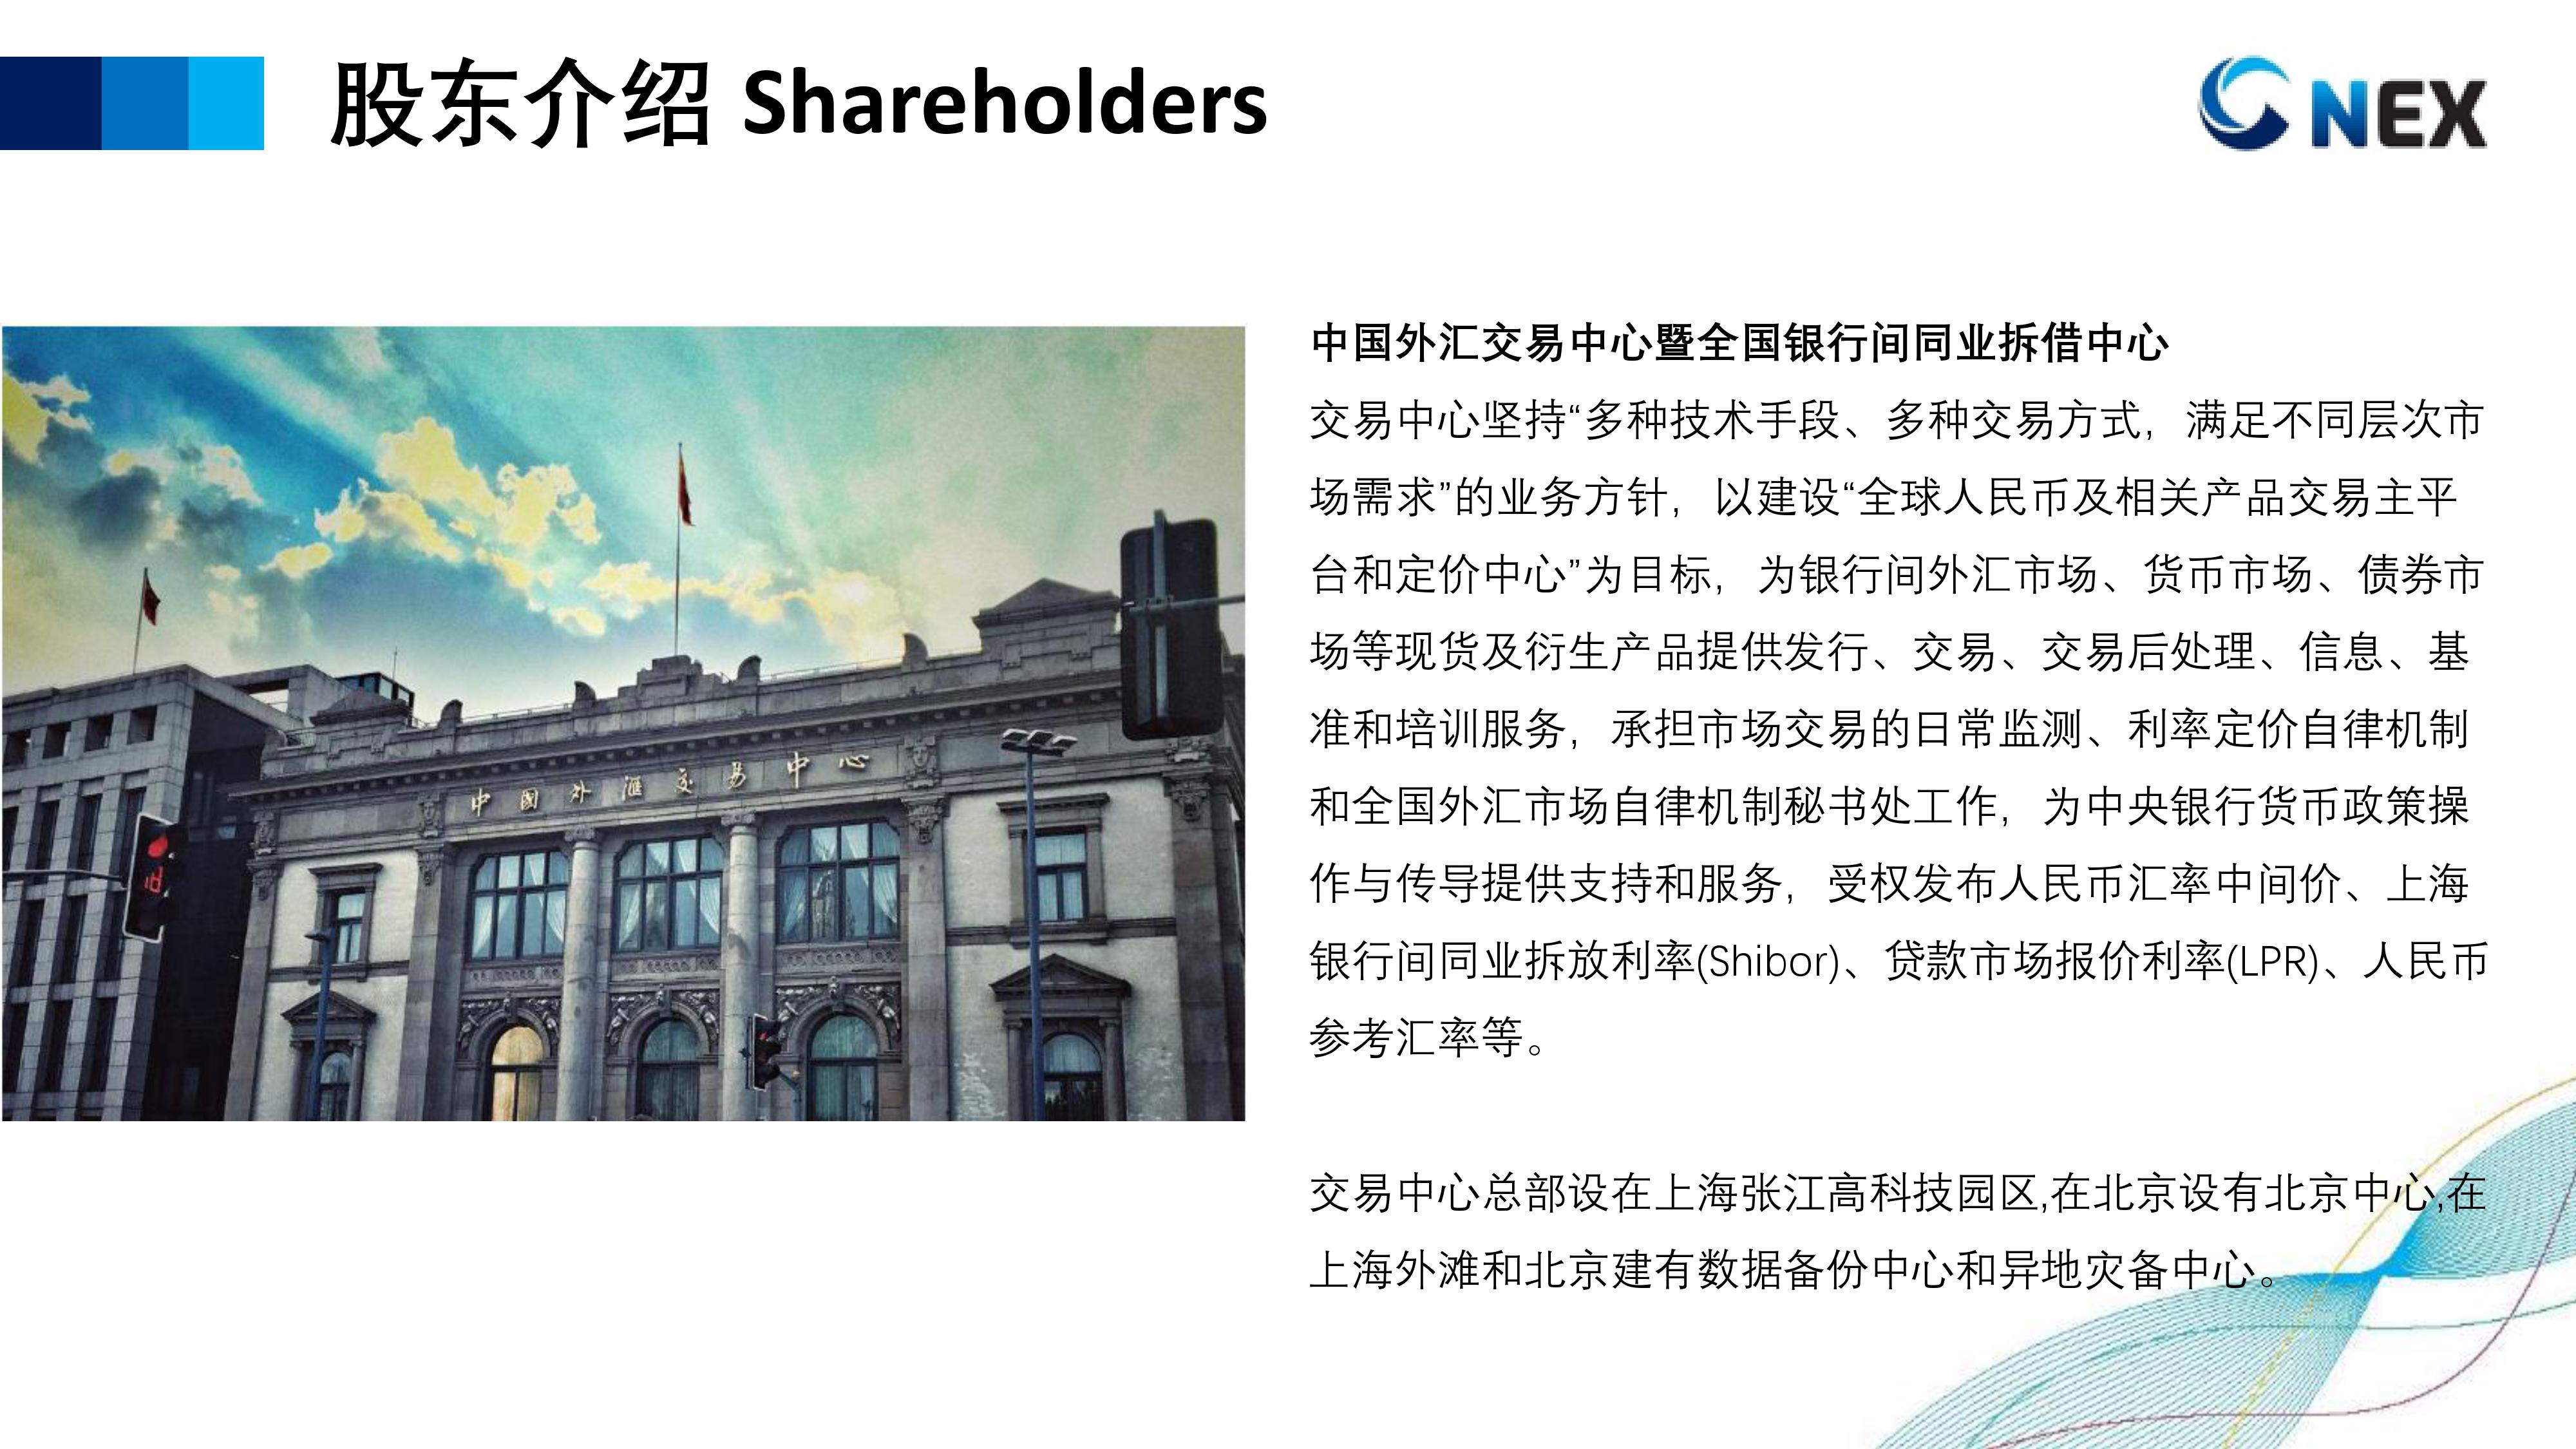 股东介绍 Shareholders
CNEX
中国外汇交易中心暨全国银行间同业拆借中心
交易中心坚持“多种技术手段、多种交易方式，满足不同层次市
场需求”的业务方针，以建设“全球人民币及相关产品交易主平
台和定价中心”为目标，为银行间外汇市场、货币市场、债券市
场等现货及衍生产品提供发行、交易、交易后处理、信息、基
准和培训服务，承担市场交易的日常监测、利率定价自律机制
和全国外汇市场自律机制秘书处工作，为中央银行货币政策操
作与传导提供支持和服务，受权发布人民币汇率中间价、上海
银行间同业拆放利率(Shibor)、贷款市场报价利率(LPR)、人民币
参考汇率等。
交易中心总部设在上海张江高科技园区,在北京设有北京中心,在
上海外滩和北京建有数据备份中心和异地灾备中心。
中國外滙交易中心